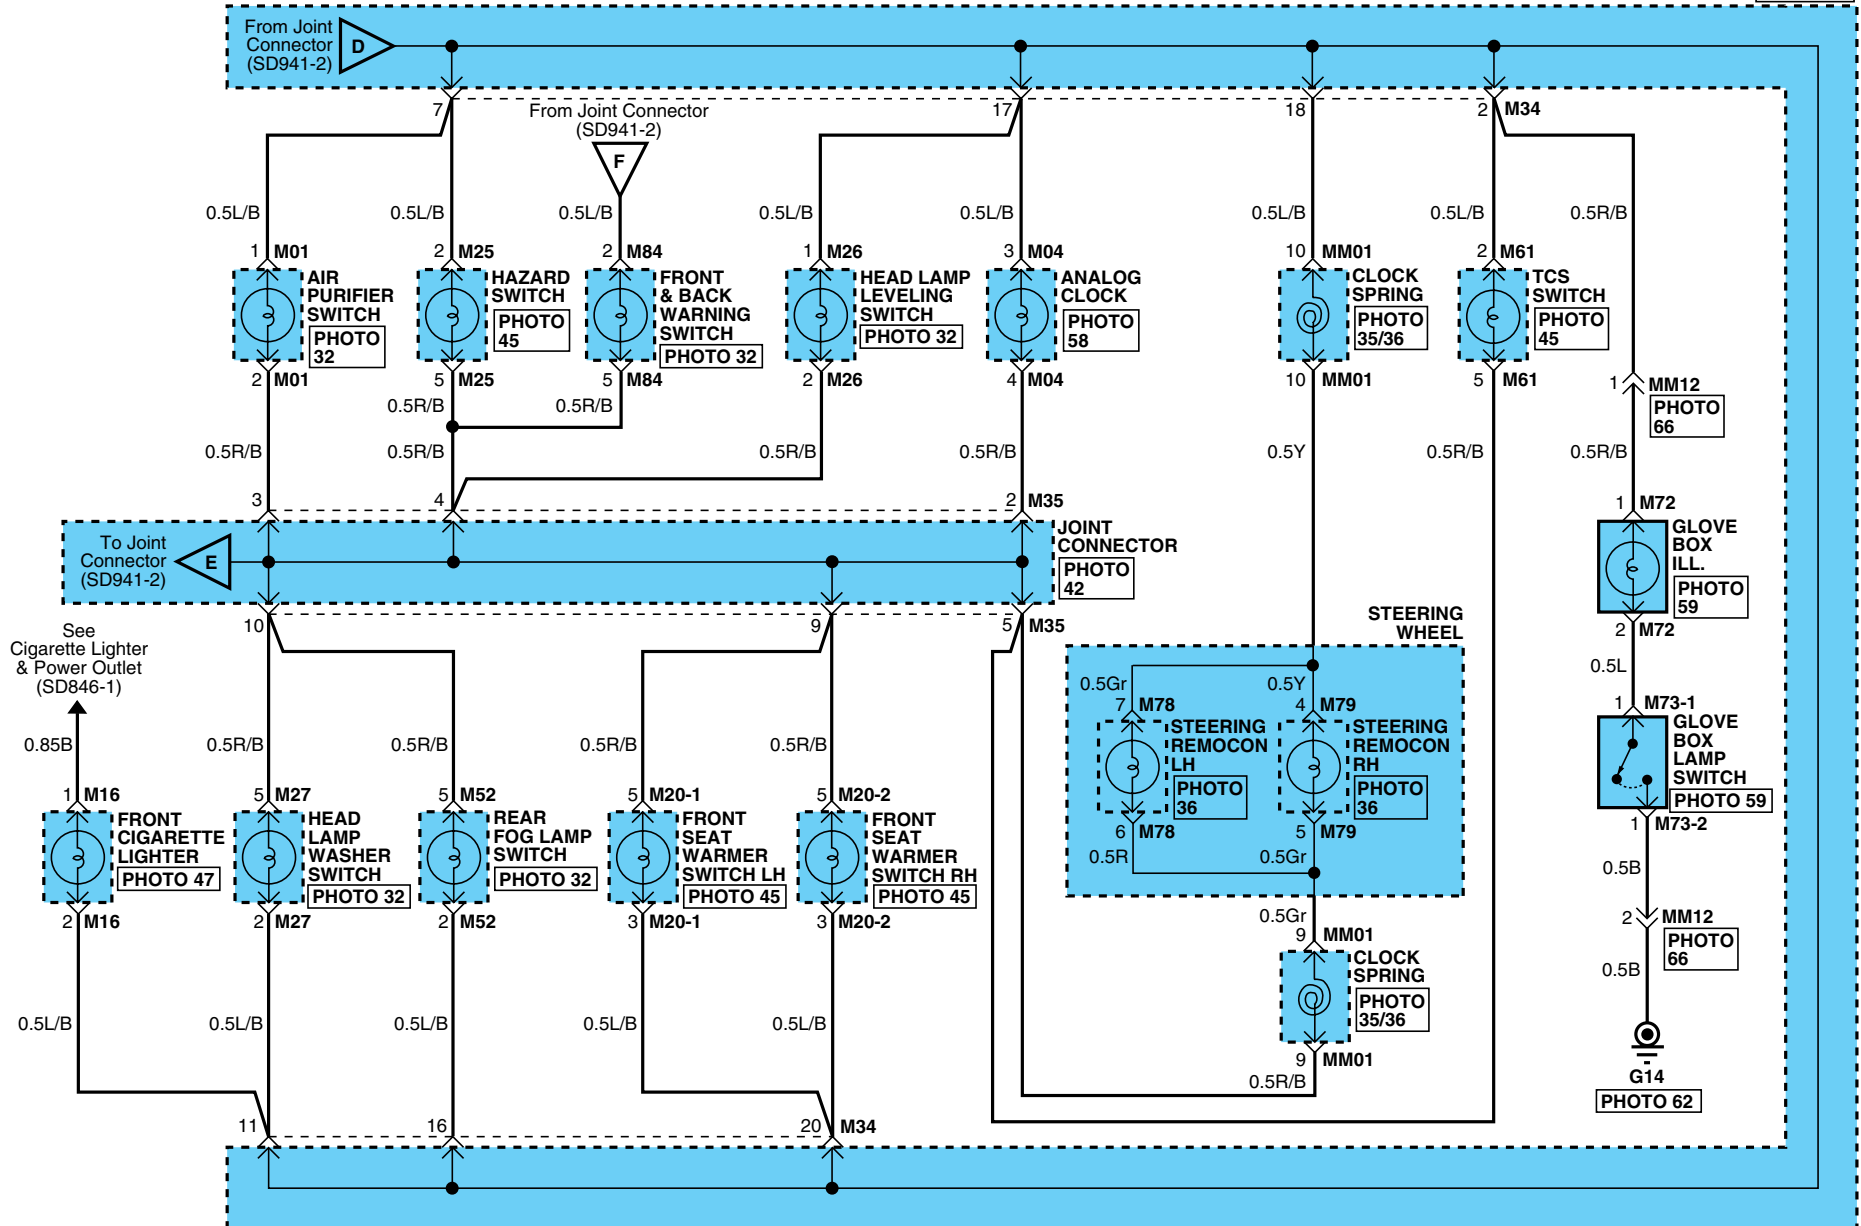 From Joint
Connector
(SD941-2)
D
7
From Joint Connector
(SD941-2)
F
17
18
2 M34
0.5L/B
0.5L/B
0.5L/B
0.5L/B
0.5L/B
0.5L/B
0.5L/B
0.5R/B
1 M01
AIR
PURIFIER
SWITCH
PHOTO
32
2 M01
2 M25
HAZARD
SWITCH
PHOTO
45
5 M25
2 M84
FRONT
& BACK
WARNING
SWITCH
PHOTO 32
5 M84
1 M26
HEAD LAMP
LEVELING
SWITCH
PHOTO 32
2 M26
3 M04
ANALOG
CLOCK
PHOTO
58
4 M04
10 MM01
CLOCK
SPRING
PHOTO
35/36
10 MM01
2 M61
TCS
SWITCH
PHOTO
45
5 M61
1 MM12
PHOTO
66
0.5R/B
0.5R/B
0.5R/B
0.5R/B
0.5R/B
0.5R/B
0.5Y
0.5R/B
0.5R/B
3
4
2 M35
To Joint
Connector
(SD941-2)
E
JOINT
CONNECTOR
PHOTO
42
10
9
5 M35
1 M72
GLOVE
BOX
ILL.
PHOTO
59
2 M72
0.5L
1 M73-1
GLOVE
BOX
LAMP
SWITCH
PHOTO 59
1 M73-2
0.5B
2 MM12
PHOTO
66
0.5B
G14
PHOTO 62
See
Cigarette Lighter
& Power Outlet
(SD846-1)
0.85B
0.5R/B
0.5R/B
0.5R/B
0.5R/B
1 M16
FRONT
CIGARETTE
LIGHTER
PHOTO 47
2 M16
5 M27
HEAD
LAMP
WASHER
SWITCH
PHOTO 32
2 M27
5 M52
REAR
FOG LAMP
SWITCH
PHOTO 32
2 M52
5 M20-1
FRONT
SEAT
WARMER
SWITCH LH
PHOTO 45
3 M20-1
5 M20-2
FRONT
SEAT
WARMER
SWITCH RH
PHOTO 45
3 M20-2
STEERING
WHEEL
0.5Gr
0.5Y
7 M78
STEERING
REMOCON
LH
PHOTO
36
6 M78
0.5R
4 M79
STEERING
REMOCON
RH
PHOTO
36
5 M79
0.5Gr
0.5Gr
9 MM01
CLOCK
SPRING
PHOTO
35/36
9 MM01
0.5R/B
0.5L/B
0.5L/B
0.5L/B
0.5L/B
0.5L/B
11
16
20 M34